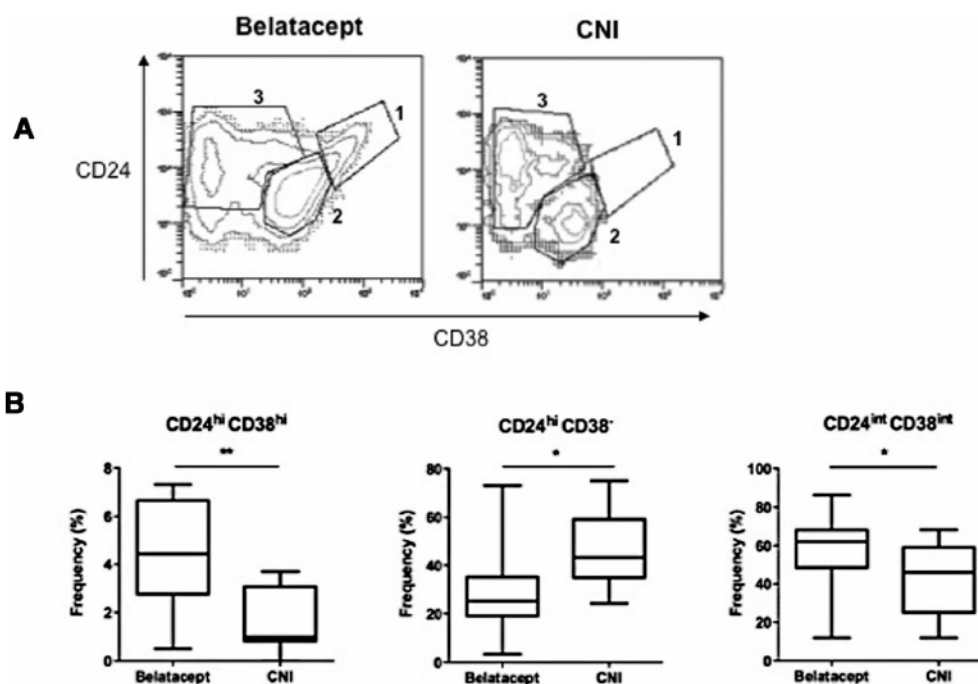 Belatacept
CNI
A
3
1
2
3
1
2
CD24
CD38
B
CD24hi CD38hi
**
Frequency (%)
8
6
4
2
0
Belatacept
CNI
CD24hi CD38-
*
Frequency (%)
80
60
40
20
0
Belatacept
CNI
CD24int CD38int
*
Frequency (%)
100
80
60
40
20
0
Belatacept
CNI